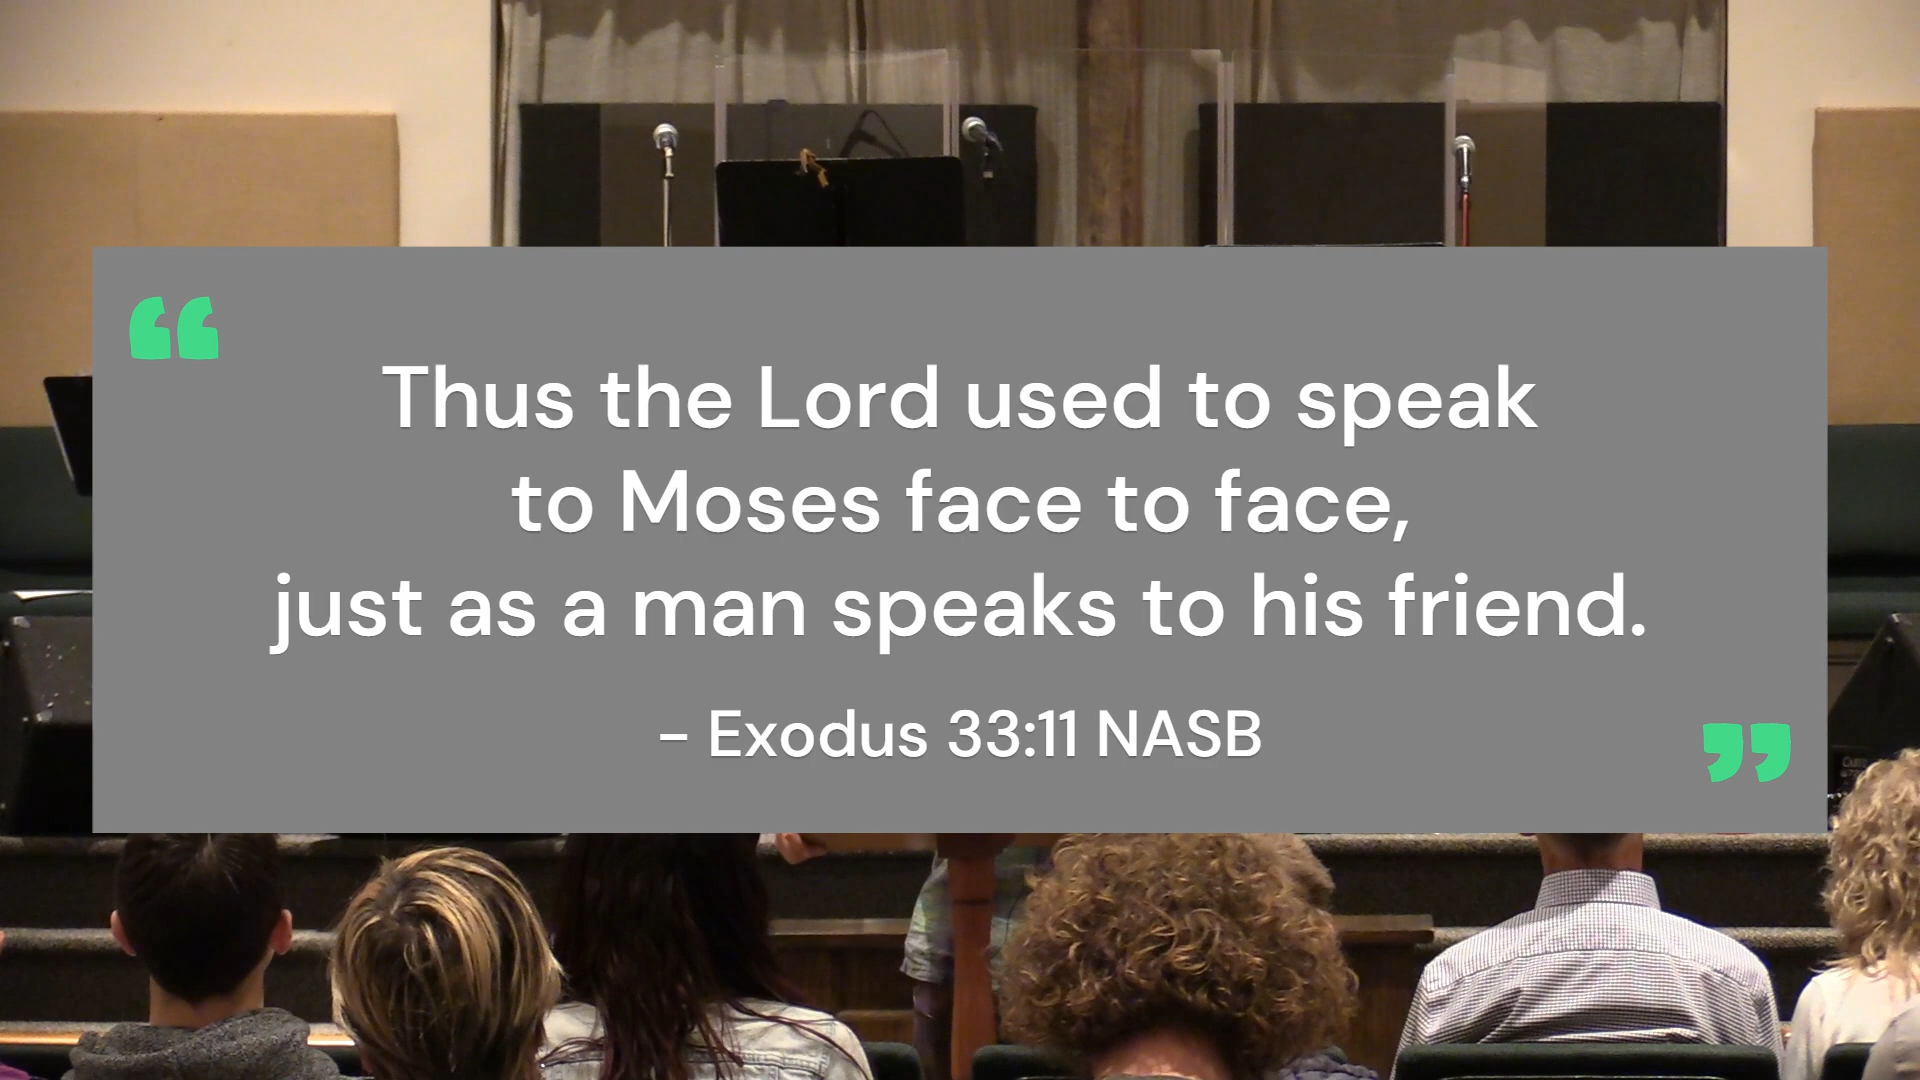 “
Thus the Lord used to speak
to Moses face to face,
just as a man speaks to his friend.
– Exodus 33:11 NASB
”